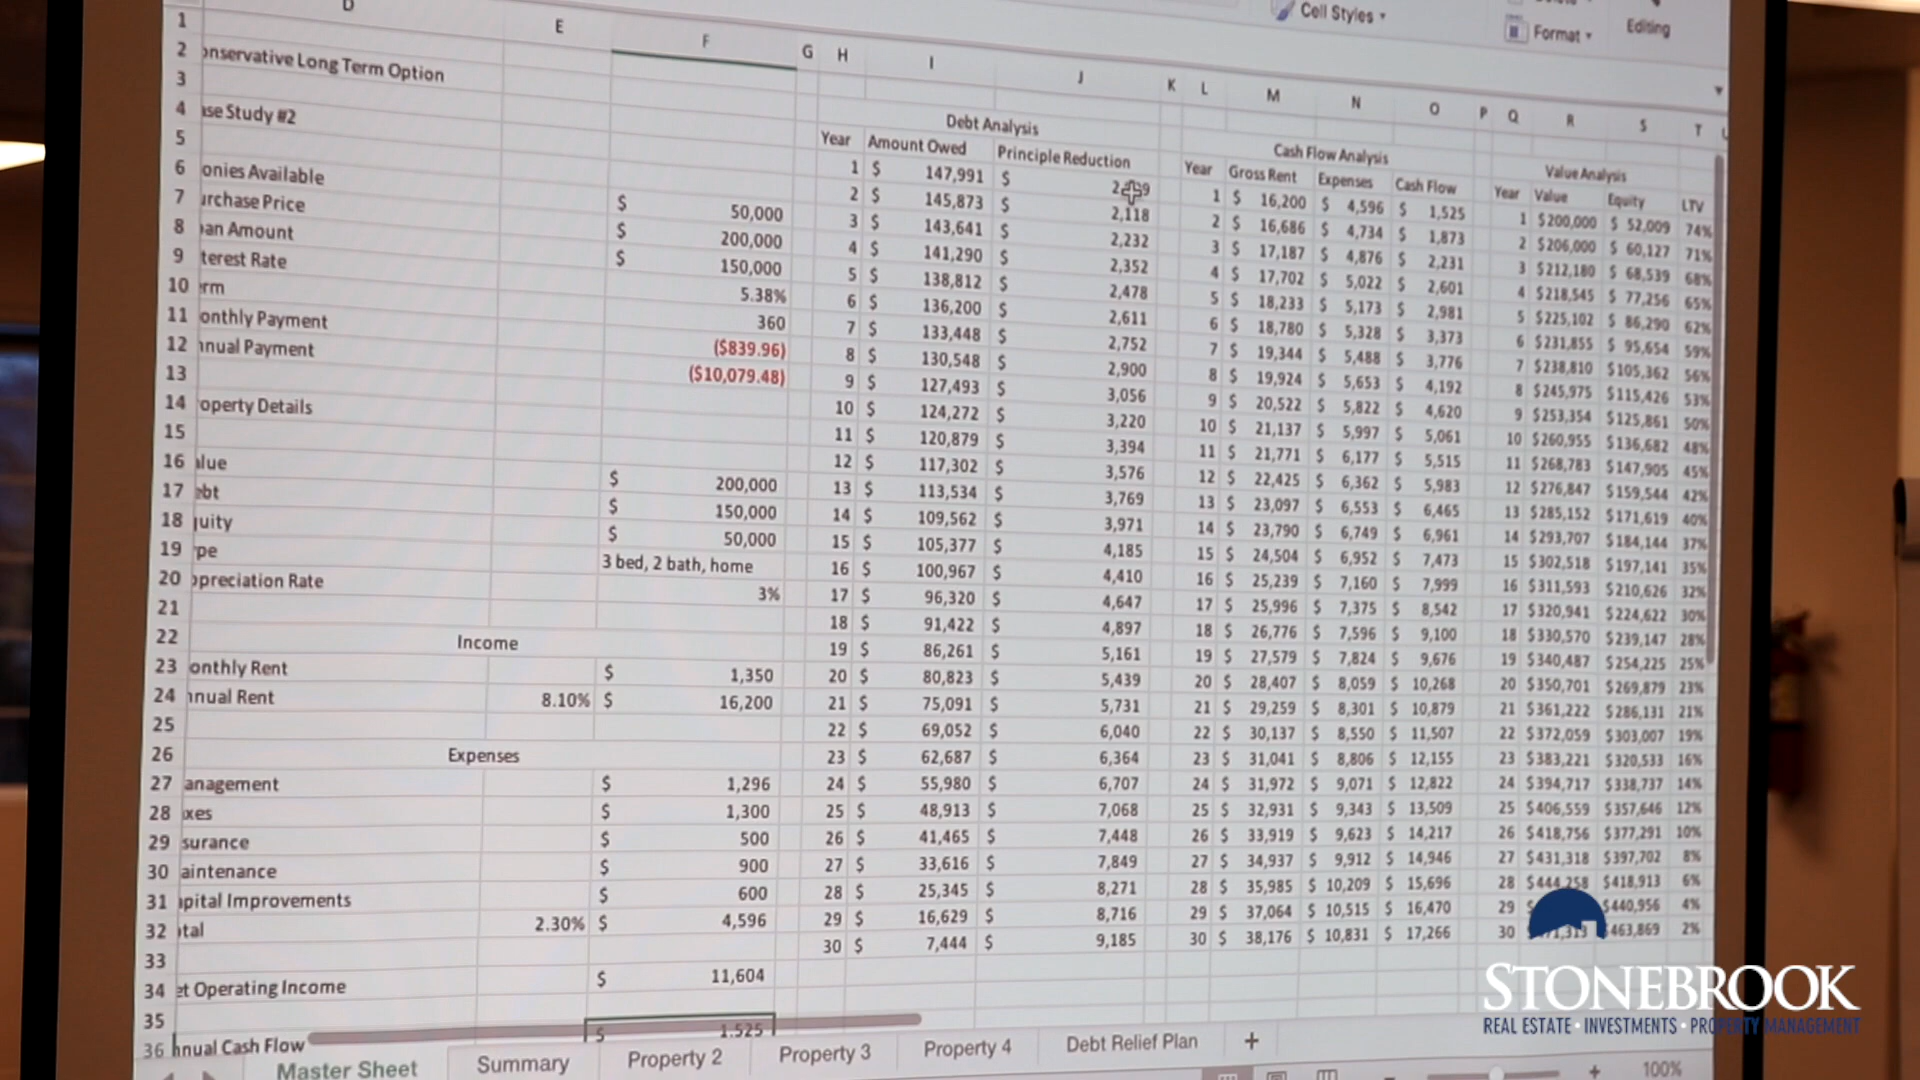 Cell Styles
Format
Editing
D E F G H I J K L M N O P Q R S T
1
2 onservative Long Term Option
3
4 ase Study #2
5
6 onies Available $ 50,000
7 urchase Price $ 200,000
8 oan Amount $ 150,000
9 terest Rate 5.38%
10 erm 360
11 onthly Payment ($839.96)
12 nnual Payment ($10,079.48)
13
14 operty Details
15
16 alue $ 200,000
17 ebt $ 150,000
18 quity $ 50,000
19 pe 3 bed, 2 bath, home
20 ppreciation Rate 3%
21
22 Income
23 onthly Rent $ 1,350
24 nnual Rent 8.10% $ 16,200
25
26 Expenses
27 anagement $ 1,296
28 xes $ 1,300
29 surance $ 500
30 aintenance $ 900
31 apital Improvements $ 600
32 otal 2.30% $ 4,596
33
34 et Operating Income $ 11,604
35
36 nnual Cash Flow $ 1,525
Debt Analysis
Year Amount Owed Principle Reduction
1 $ 147,991 $
2 $ 145,873 $ 2,118
3 $ 143,641 $ 2,232
4 $ 141,290 $ 2,352
5 $ 138,812 $ 2,478
6 $ 136,200 $ 2,611
7 $ 133,448 $ 2,752
8 $ 130,548 $ 2,900
9 $ 127,493 $ 3,056
10 $ 124,272 $ 3,220
11 $ 120,879 $ 3,394
12 $ 117,302 $ 3,576
13 $ 113,534 $ 3,769
14 $ 109,562 $ 3,971
15 $ 105,377 $ 4,185
16 $ 100,967 $ 4,410
17 $ 96,320 $ 4,647
18 $ 91,422 $ 4,897
19 $ 86,261 $ 5,161
20 $ 80,823 $ 5,439
21 $ 75,091 $ 5,731
22 $ 69,052 $ 6,040
23 $ 62,687 $ 6,364
24 $ 55,980 $ 6,707
25 $ 48,913 $ 7,068
26 $ 41,465 $ 7,448
27 $ 33,616 $ 7,849
28 $ 25,345 $ 8,271
29 $ 16,629 $ 8,716
30 $ 7,444 $ 9,185
Cash Flow Analysis
Year Gross Rent Expenses Cash Flow
1 $ 16,200 $ 4,596 $ 1,525
2 $ 16,686 $ 4,734 $ 1,873
3 $ 17,187 $ 4,876 $ 2,231
4 $ 17,702 $ 5,022 $ 2,601
5 $ 18,233 $ 5,173 $ 2,981
6 $ 18,780 $ 5,328 $ 3,373
7 $ 19,344 $ 5,488 $ 3,776
8 $ 19,924 $ 5,653 $ 4,192
9 $ 20,522 $ 5,822 $ 4,620
10 $ 21,137 $ 5,997 $ 5,061
11 $ 21,771 $ 6,177 $ 5,515
12 $ 22,425 $ 6,362 $ 5,983
13 $ 23,097 $ 6,553 $ 6,465
14 $ 23,790 $ 6,749 $ 6,961
15 $ 24,504 $ 6,952 $ 7,473
16 $ 25,239 $ 7,160 $ 7,999
17 $ 25,996 $ 7,375 $ 8,542
18 $ 26,776 $ 7,596 $ 9,100
19 $ 27,579 $ 7,824 $ 9,676
20 $ 28,407 $ 8,059 $ 10,268
21 $ 29,259 $ 8,301 $ 10,879
22 $ 30,137 $ 8,550 $ 11,507
23 $ 31,041 $ 8,806 $ 12,155
24 $ 31,972 $ 9,071 $ 12,822
25 $ 32,931 $ 9,343 $ 13,509
26 $ 33,919 $ 9,623 $ 14,217
27 $ 34,937 $ 9,912 $ 14,946
28 $ 35,985 $ 10,209 $ 15,696
29 $ 37,064 $ 10,515 $ 16,470
30 $ 38,176 $ 10,831 $ 17,266
Value Analysis
Year Value Equity LTV
1 $200,000 $ 52,009 74%
2 $206,000 $ 60,127 71%
3 $212,180 $ 68,539 68%
4 $218,545 $ 77,256 65%
5 $225,102 $ 86,290 62%
6 $231,855 $ 95,654 59%
7 $238,810 $105,362 56%
8 $245,975 $115,426 53%
9 $253,354 $125,861 50%
10 $260,955 $136,682 48%
11 $268,783 $147,905 45%
12 $276,847 $159,544 42%
13 $285,152 $171,619 40%
14 $293,707 $184,144 37%
15 $302,518 $197,141 35%
16 $311,593 $210,626 32%
17 $320,941 $224,622 30%
18 $330,570 $239,147 28%
19 $340,487 $254,225 25%
20 $350,701 $269,879 23%
21 $361,222 $286,131 21%
22 $372,059 $303,007 19%
23 $383,221 $320,533 16%
24 $394,717 $338,737 14%
25 $406,559 $357,646 12%
26 $418,756 $377,291 10%
27 $431,318 $397,702 8%
28 $444,258 $418,913 6%
29 $440,956 4%
30 $463,869 2%
Master Sheet Summary Property 2 Property 3 Property 4 Debt Relief Plan +
100%
STONEBROOK
REAL ESTATE · INVESTMENTS · PROPERTY MANAGEMENT